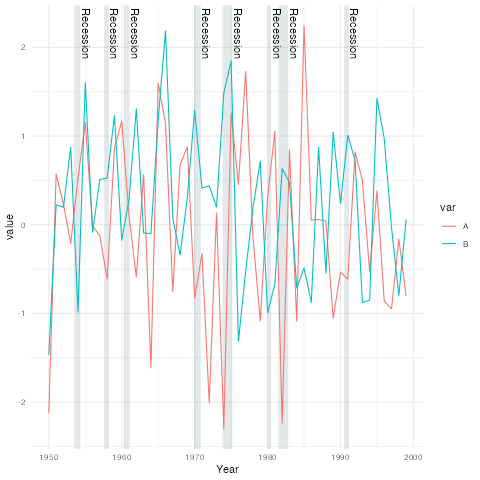 Recession
Recession
Recession
Recession
Recession
Recession
Recession
Recession
2
1
0
-1
-2
value
1950
1960
1970
1980
1990
2000
Year
var
A
B